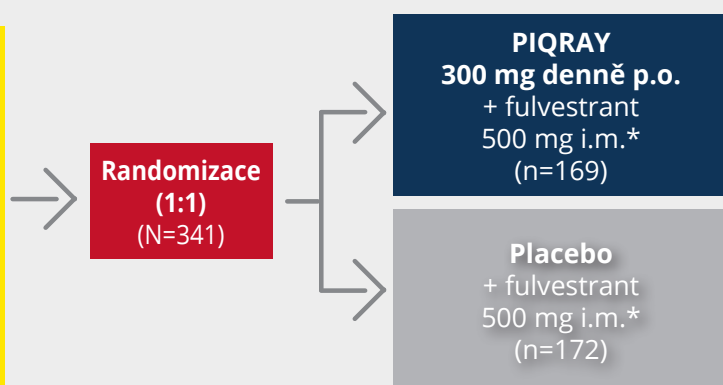 Randomizace
(1:1)
(N=341)
PIQRAY
300 mg denně p.o.
+ fulvestrant
500 mg i.m.*
(n=169)
Placebo
+ fulvestrant
500 mg i.m.*
(n=172)